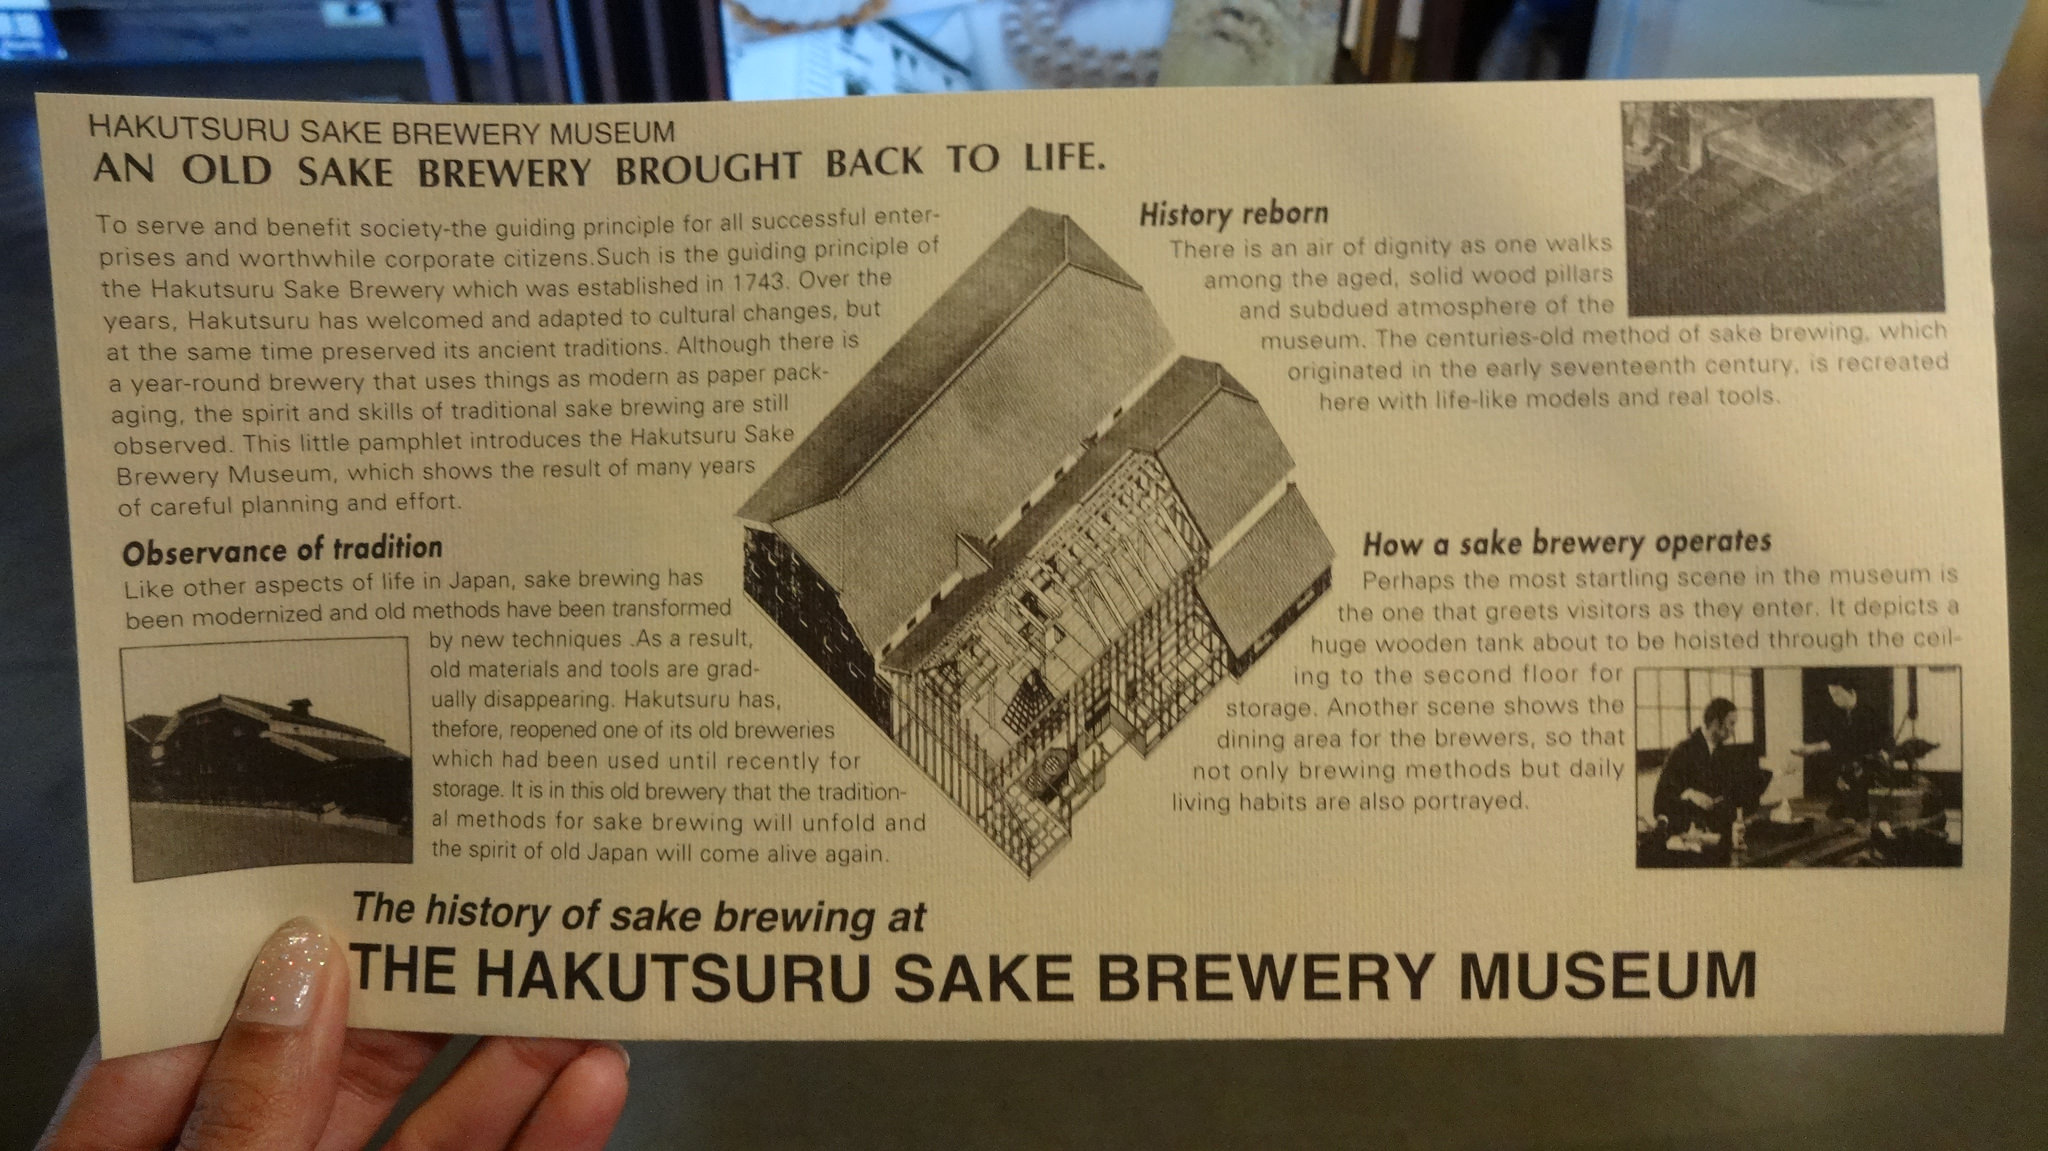 HAKUTSURU SAKE BREWERY MUSEUM
AN OLD SAKE BREWERY BROUGHT BACK TO LIFE.
To serve and benefit society-the guiding principle for all successful enter-
prises and worthwhile corporate citizens.Such is the guiding principle of
the Hakutsuru Sake Brewery which was established in 1743. Over the
years, Hakutsuru has welcomed and adapted to cultural changes, but
at the same time preserved its ancient traditions. Although there is
a year-round brewery that uses things as modern as paper pack-
aging, the spirit and skills of traditional sake brewing are still
observed. This little pamphlet introduces the Hakutsuru Sake
Brewery Museum, which shows the result of many years
of careful planning and effort.
Observance of tradition
Like other aspects of life in Japan, sake brewing has
been modernized and old methods have been transformed
by new techniques .As a result,
old materials and tools are grad-
ually disappearing. Hakutsuru has,
thefore, reopened one of its old breweries
which had been used until recently for
storage. It is in this old brewery that the tradition-
al methods for sake brewing will unfold and
the spirit of old Japan will come alive again.
History reborn
There is an air of dignity as one walks
among the aged, solid wood pillars
and subdued atmosphere of the
museum. The centuries-old method of sake brewing, which
originated in the early seventeenth century, is recreated
here with life-like models and real tools.
How a sake brewery operates
Perhaps the most startling scene in the museum is
the one that greets visitors as they enter. It depicts a
huge wooden tank about to be hoisted through the ceil-
ing to the second floor for
storage. Another scene shows the
dining area for the brewers, so that
not only brewing methods but daily
living habits are also portrayed.
The history of sake brewing at
THE HAKUTSURU SAKE BREWERY MUSEUM